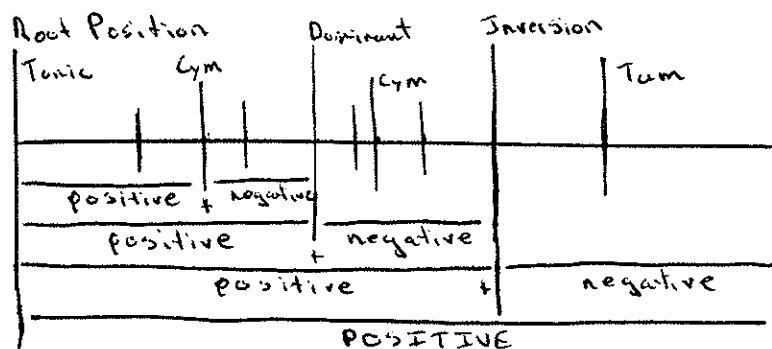 Root Position Dominant Inversion
Tonic Cym Cym Tam
positive + negative
positive + negative
positive + negative
POSITIVE